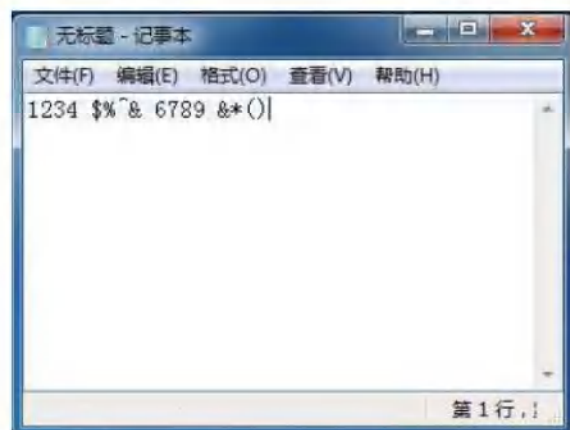 无标题 - 记事本
文件(F) 编辑(E) 格式(O) 查看(V) 帮助(H)
1234 $%^& 6789 &*()
第 1 行,